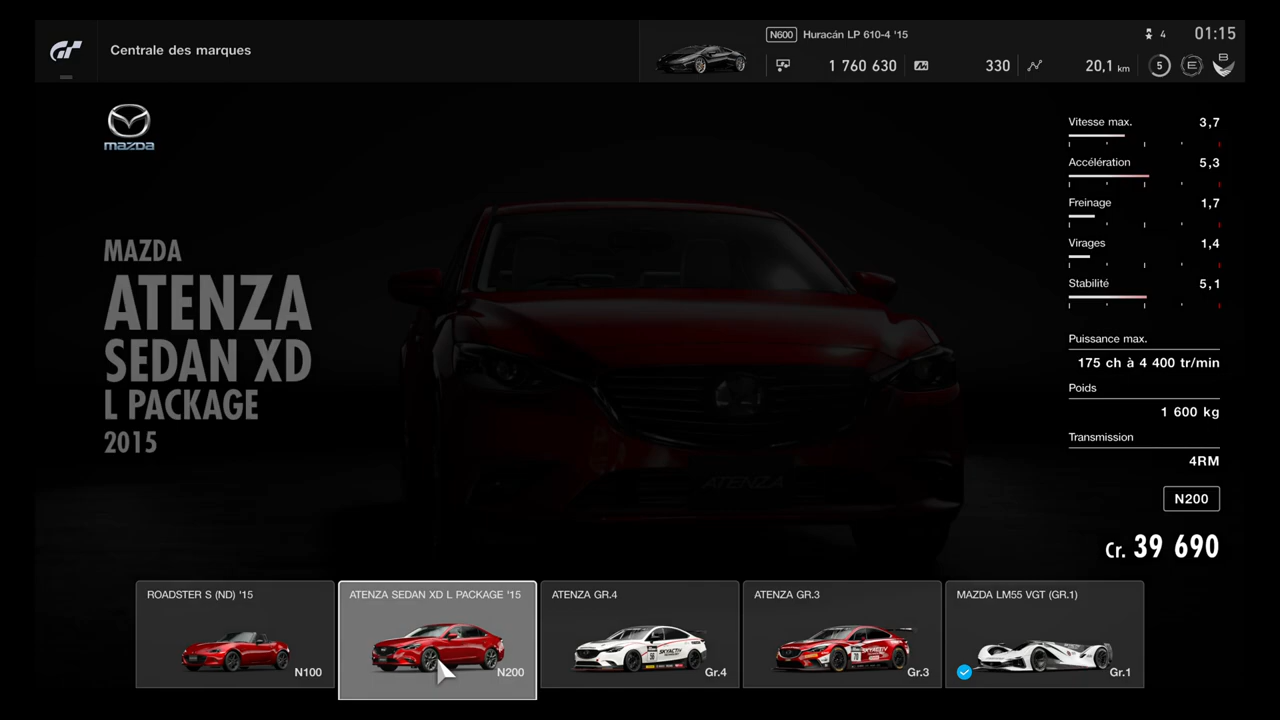 Centrale des marques
N600 Huracán LP 610-4 '15
4
01:15
1 760 630
330
20,1 km
5
E
B
mazda
MAZDA
ATENZA
SEDAN XD
L PACKAGE
2015
ATENZA
Vitesse max. 3,7
Accélération 5,3
Freinage 1,7
Virages 1,4
Stabilité 5,1
Puissance max.
175 ch à 4 400 tr/min
Poids
1 600 kg
Transmission
4RM
N200
Cr. 39 690
ROADSTER S (ND) '15
N100
ATENZA SEDAN XD L PACKAGE '15
N200
ATENZA GR.4
SKYACTIV
Gr.4
ATENZA GR.3
SKYACTIV
Gr.3
MAZDA LM55 VGT (GR.1)
Gr.1